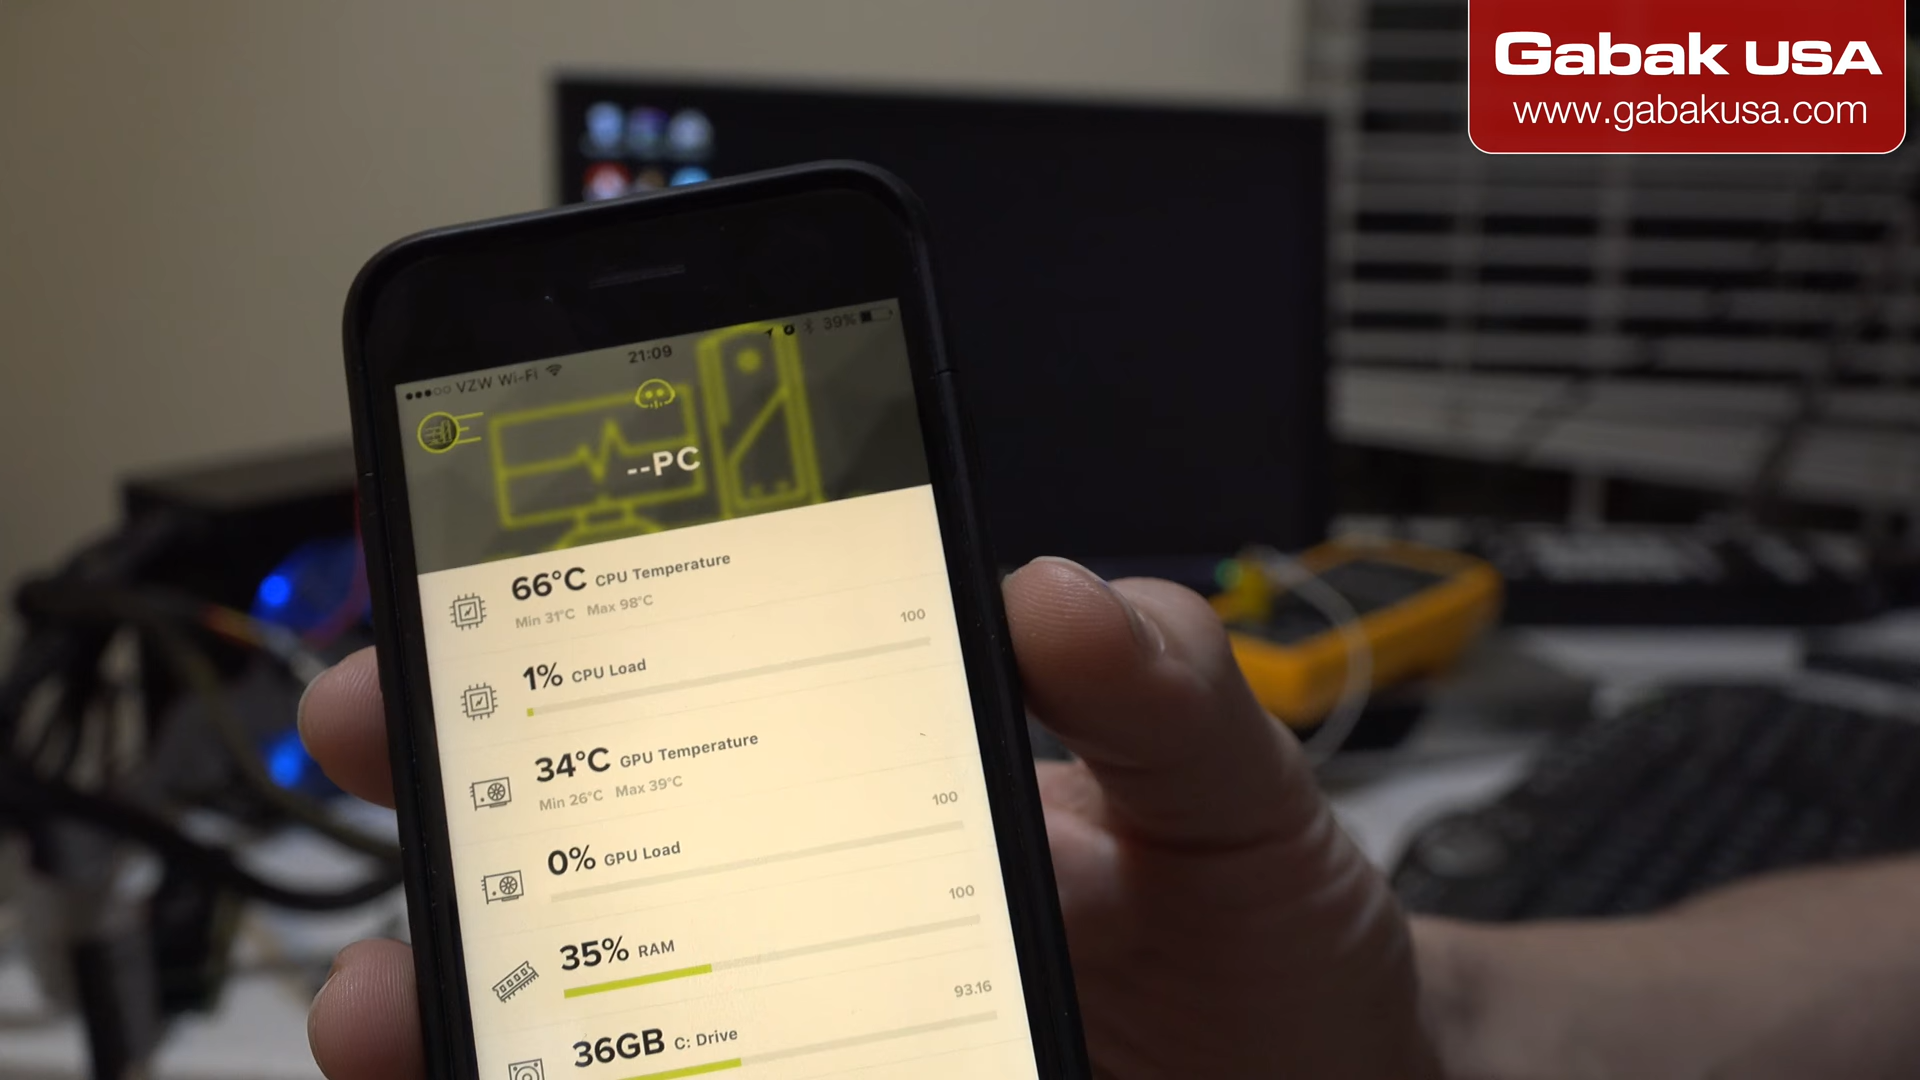 Gabak USA
www.gabakusa.com
VZW Wi-Fi 21:09 39%
--PC
66°C CPU Temperature
Min 31°C Max 98°C
100
1% CPU Load
34°C GPU Temperature
Min 26°C Max 39°C
100
0% GPU Load
100
35% RAM
93.16
36GB C: Drive